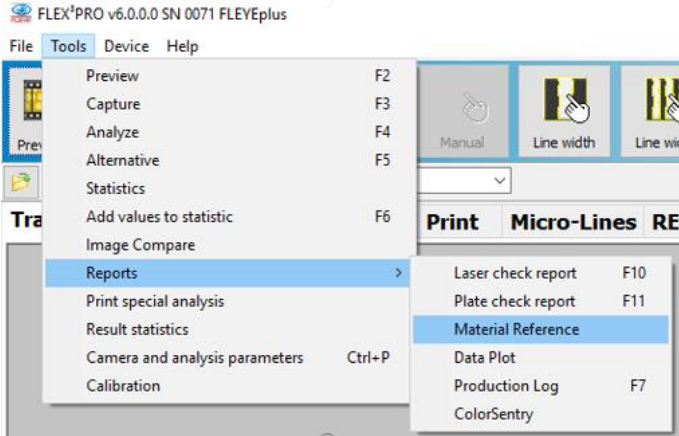 FLEX³PRO v6.0.0.0 SN 0071 FLEYEplus
File Tools Device Help
Preview F2
Capture F3
Analyze F4
Alternative F5
Statistics
Add values to statistic F6
Image Compare
Reports >
Print special analysis
Result statistics
Camera and analysis parameters Ctrl+P
Calibration
Manual
Line width
Print Micro-Lines
Laser check report F10
Plate check report F11
Material Reference
Data Plot
Production Log F7
ColorSentry